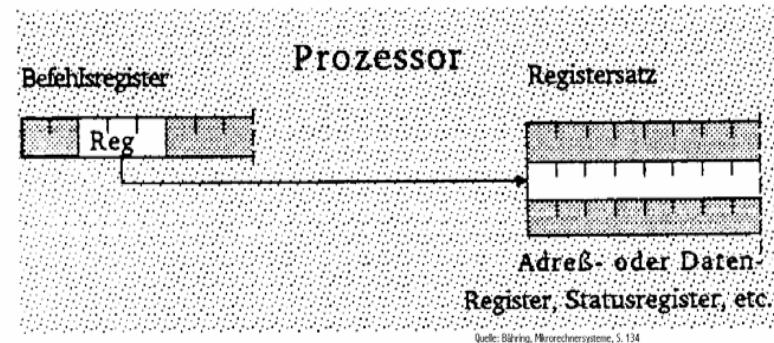 Prozessor
Befehlsregister
Registersatz
Reg
Adreß- oder Daten-
Register, Statusregister, etc.
Quelle: Bähring, Mikrorechnersysteme, S. 134